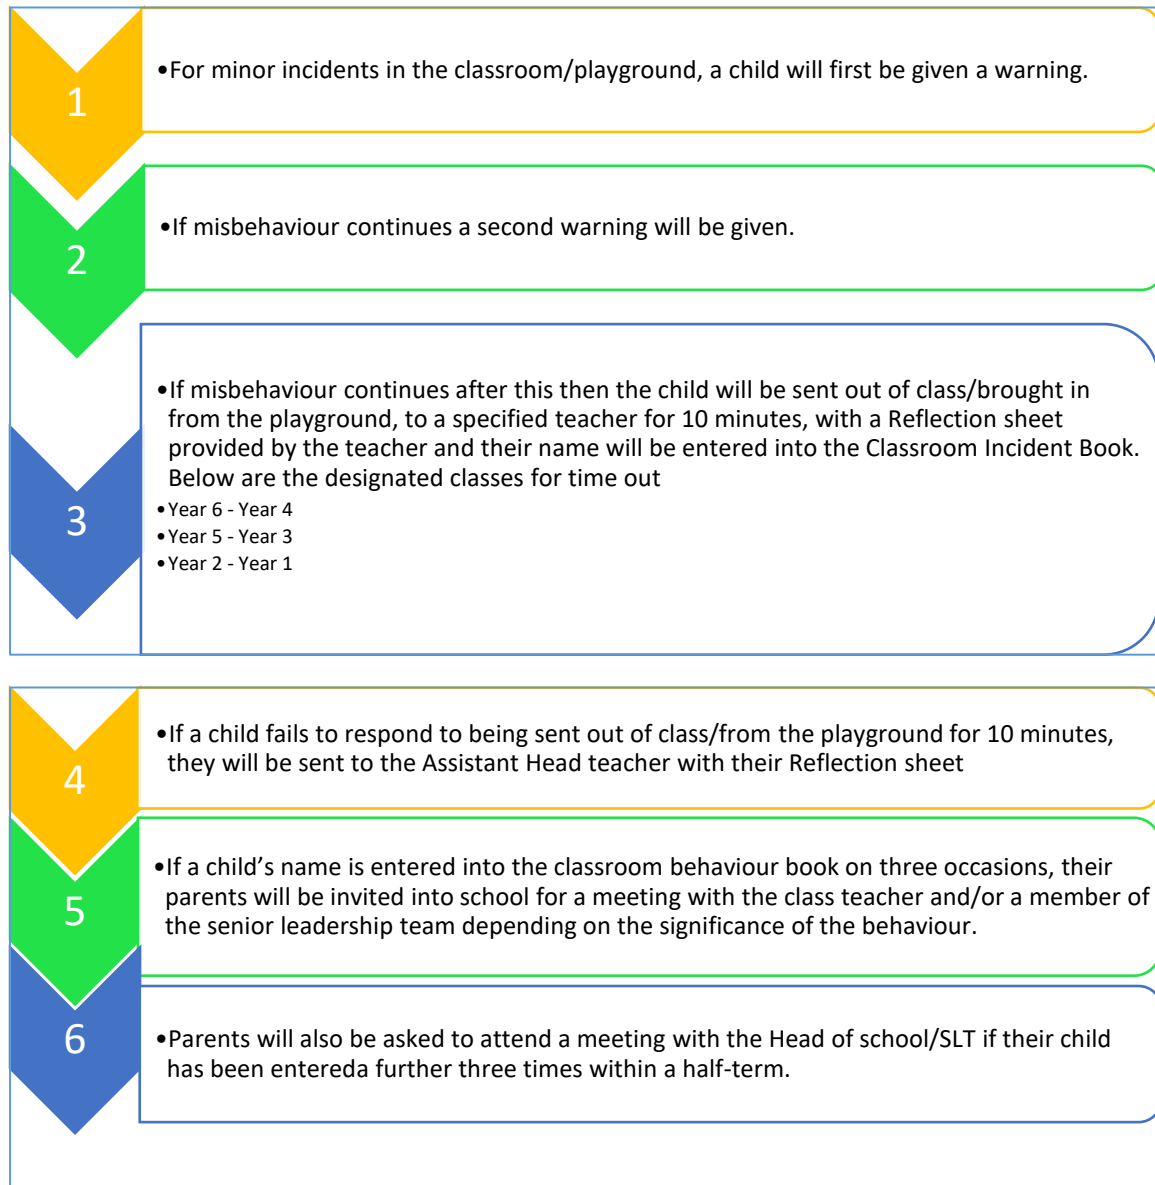 1
•For minor incidents in the classroom/playground, a child will first be given a warning.
2
•If misbehaviour continues a second warning will be given.
3
•If misbehaviour continues after this then the child will be sent out of class/brought in
from the playground, to a specified teacher for 10 minutes, with a Reflection sheet
provided by the teacher and their name will be entered into the Classroom Incident Book.
Below are the designated classes for time out
•Year 6 - Year 4
•Year 5 - Year 3
•Year 2 - Year 1
4
•If a child fails to respond to being sent out of class/from the playground for 10 minutes,
they will be sent to the Assistant Head teacher with their Reflection sheet
5
•If a child’s name is entered into the classroom behaviour book on three occasions, their
parents will be invited into school for a meeting with the class teacher and/or a member of
the senior leadership team depending on the significance of the behaviour.
6
•Parents will also be asked to attend a meeting with the Head of school/SLT if their child
has been entereda further three times within a half-term.